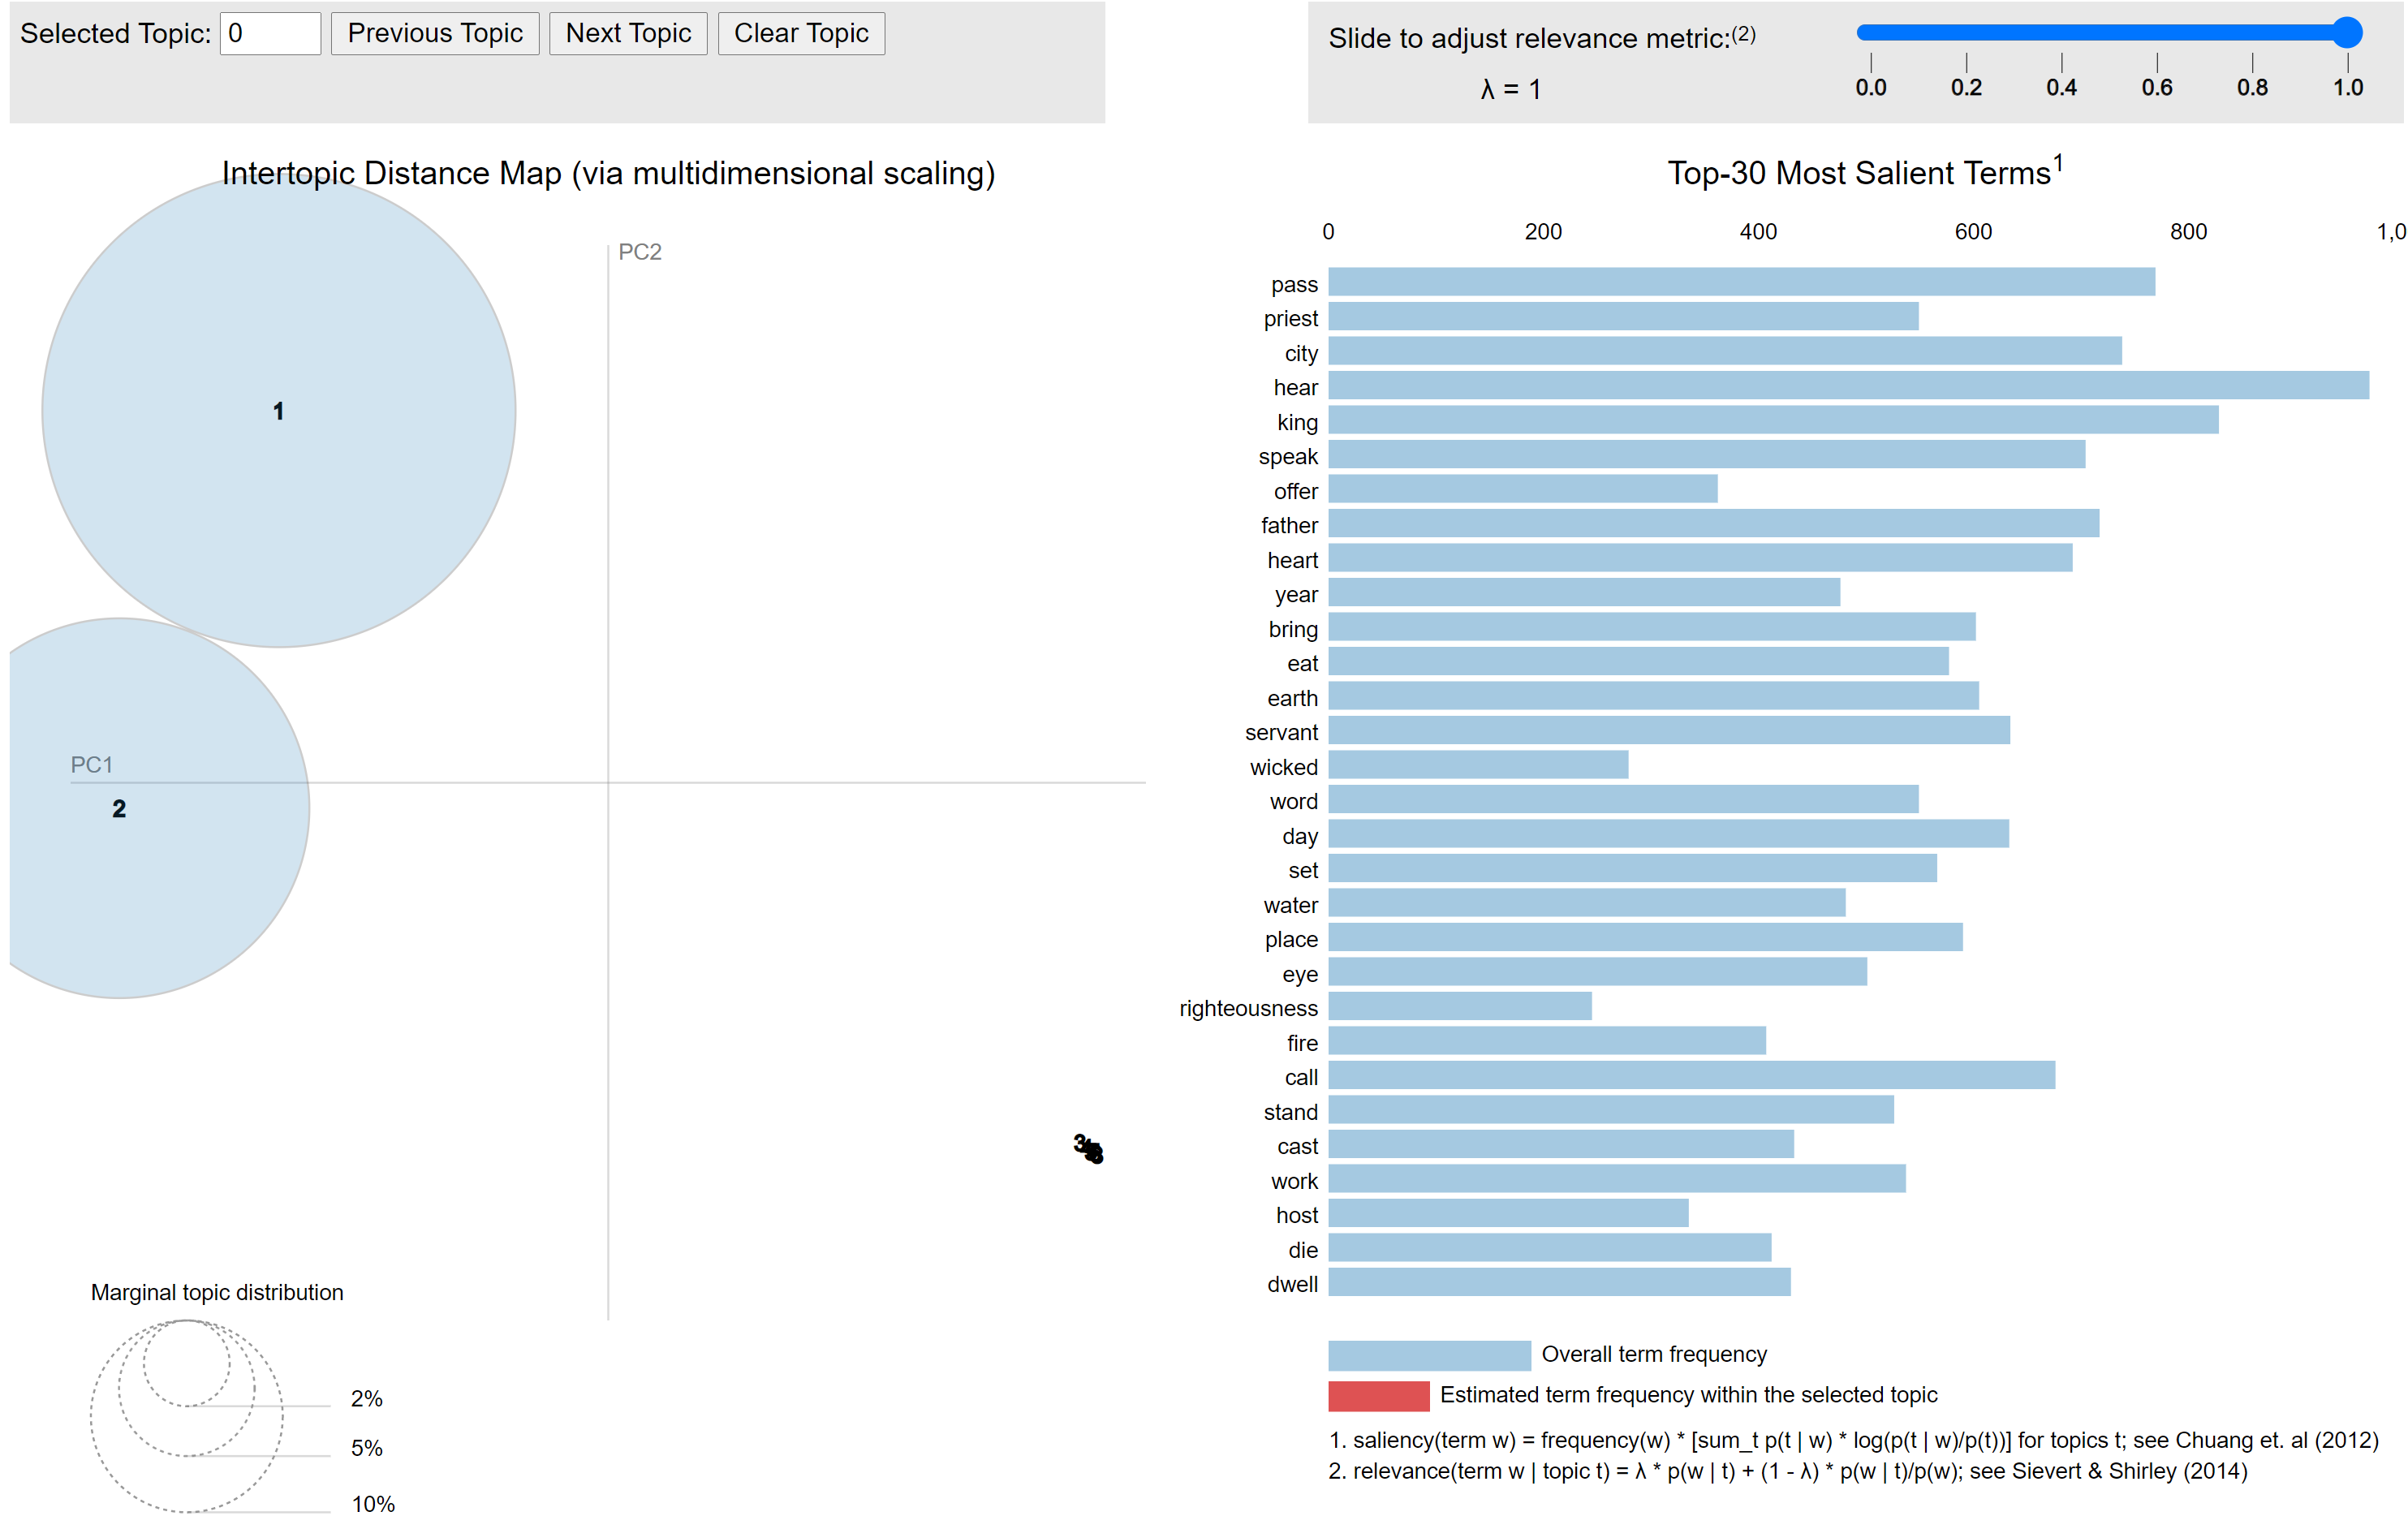 Selected Topic: 0 Previous Topic Next Topic Clear Topic
Slide to adjust relevance metric:(2)
λ = 1
0.0 0.2 0.4 0.6 0.8 1.0
Intertopic Distance Map (via multidimensional scaling)
PC2
1
PC1
2
3
Marginal topic distribution
2%
5%
10%
Top-30 Most Salient Terms1
0 200 400 600 800 1,0
pass
priest
city
hear
king
speak
offer
father
heart
year
bring
eat
earth
servant
wicked
word
day
set
water
place
eye
righteousness
fire
call
stand
cast
work
host
die
dwell
Overall term frequency
Estimated term frequency within the selected topic
1. saliency(term w) = frequency(w) * [sum_t p(t | w) * log(p(t | w)/p(t))] for topics t; see Chuang et. al (2012)
2. relevance(term w | topic t) = λ * p(w | t) + (1 - λ) * p(w | t)/p(w); see Sievert & Shirley (2014)